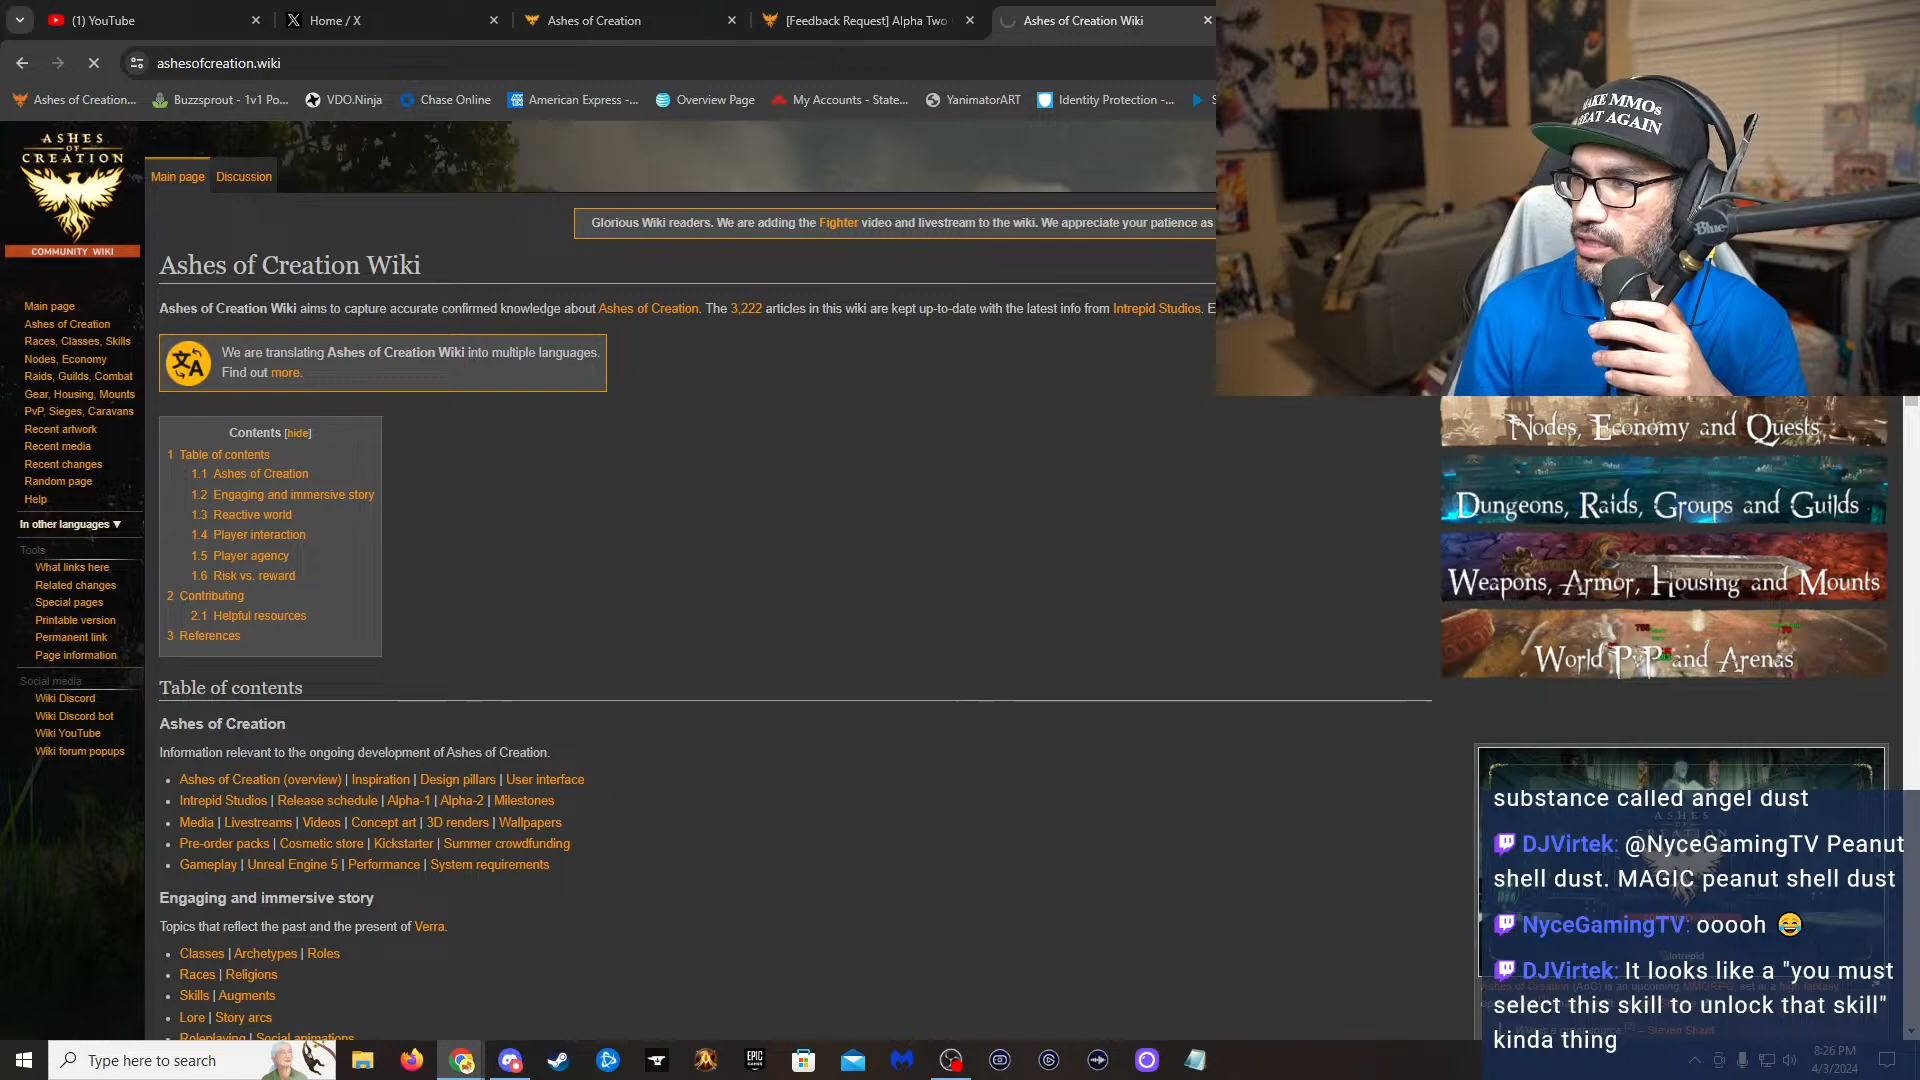 (1) YouTube
Home / X
Ashes of Creation
[Feedback Request] Alpha Two
Ashes of Creation Wiki
ashesofcreation.wiki
Ashes of Creation...
Buzzsprout - 1v1 Po...
VDO.Ninja
Chase Online
American Express -...
Overview Page
My Accounts - State...
YanimatorART
Identity Protection -...
S
ASHES
OF
CREATION
COMMUNITY WIKI
Main page
Discussion
Glorious Wiki readers. We are adding the Fighter video and livestream to the wiki. We appreciate your patience as
Ashes of Creation Wiki
Ashes of Creation Wiki aims to capture accurate confirmed knowledge about Ashes of Creation. The 3,222 articles in this wiki are kept up-to-date with the latest info from Intrepid Studios. E
We are translating Ashes of Creation Wiki into multiple languages.
Find out more.
Main page
Ashes of Creation
Races, Classes, Skills
Nodes, Economy
Raids, Guilds, Combat
Gear, Housing, Mounts
PvP, Sieges, Caravans
Recent artwork
Recent media
Recent changes
Random page
Help
In other languages ▼
Tools
What links here
Related changes
Special pages
Printable version
Permanent link
Page information
Social media
Wiki Discord
Wiki Discord bot
Wiki YouTube
Wiki forum popups
Contents [hide]
1 Table of contents
1.1 Ashes of Creation
1.2 Engaging and immersive story
1.3 Reactive world
1.4 Player interaction
1.5 Player agency
1.6 Risk vs. reward
2 Contributing
2.1 Helpful resources
3 References
Table of contents
Ashes of Creation
Information relevant to the ongoing development of Ashes of Creation.
• Ashes of Creation (overview) | Inspiration | Design pillars | User interface
• Intrepid Studios | Release schedule | Alpha-1 | Alpha-2 | Milestones
• Media | Livestreams | Videos | Concept art | 3D renders | Wallpapers
• Pre-order packs | Cosmetic store | Kickstarter | Summer crowdfunding
• Gameplay | Unreal Engine 5 | Performance | System requirements
Engaging and immersive story
Topics that reflect the past and the present of Verra.
• Classes | Archetypes | Roles
• Races | Religions
• Skills | Augments
• Lore | Story arcs
Roleplaying | Social animations
MAKE MMOs
GREAT AGAIN
Blue
Nodes, Economy and Quests
Dungeons, Raids, Groups and Guilds
Weapons, Armor, Housing and Mounts
World PvP and Arenas
substance called angel dust
DJVirtek: @NyceGamingTV Peanut
shell dust. MAGIC peanut shell dust
NyceGamingTV: ooooh 😂
DJVirtek: It looks like a "you must
select this skill to unlock that skill"
kinda thing
Type here to search
8:26 PM
4/3/2024